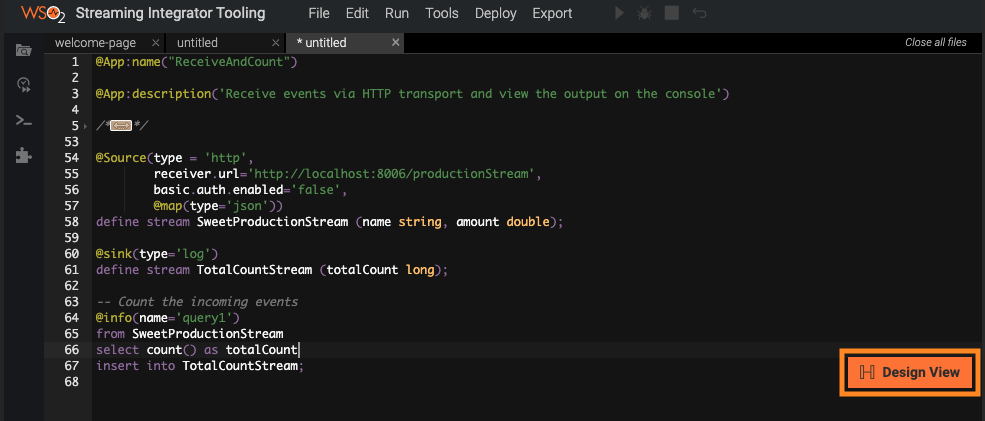 WSO2 Streaming Integrator Tooling File Edit Run Tools Deploy Export
welcome-page × untitled × * untitled × Close all files
1 @App:name("ReceiveAndCount")
2
3 @App:description('Receive events via HTTP transport and view the output on the console')
4
5 /*<-->*/
53
54 @Source(type = 'http',
55 receiver.url='http://localhost:8006/productionStream',
56 basic.auth.enabled='false',
57 @map(type='json'))
58 define stream SweetProductionStream (name string, amount double);
59
60 @sink(type='log')
61 define stream TotalCountStream (totalCount long);
62
63 -- Count the incoming events
64 @info(name='query1')
65 from SweetProductionStream
66 select count() as totalCount
67 insert into TotalCountStream;
68
Design View